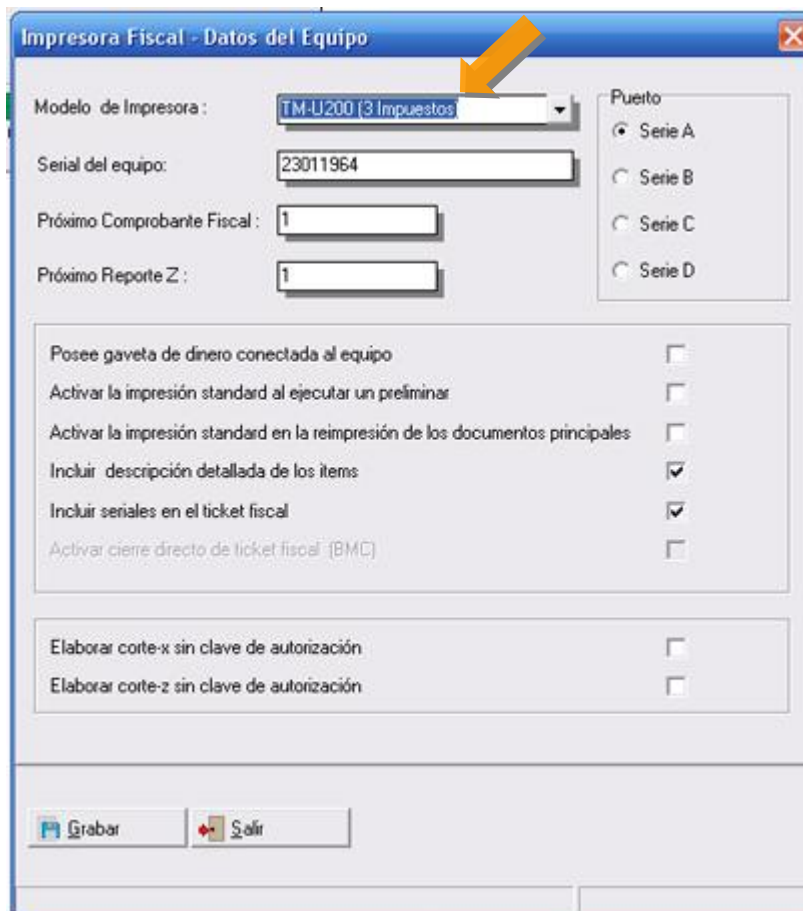 Impresora Fiscal - Datos del Equipo
Modelo de Impresora :
TM-U200 (3 Impuestos)
Puerto
Serie A
Serial del equipo:
23011964
Serie B
Próximo Comprobante Fiscal :
1
Serie C
Próximo Reporte Z :
1
Serie D
Posee gaveta de dinero conectada al equipo
Activar la impresión standard al ejecutar un preliminar
Activar la impresión standard en la reimpresión de los documentos principales
Incluir descripción detallada de los items
Incluir seriales en el ticket fiscal
Activar cierre directo de ticket fiscal (BMC)
Elaborar corte-x sin clave de autorización
Elaborar corte-z sin clave de autorización
Grabar
Salir